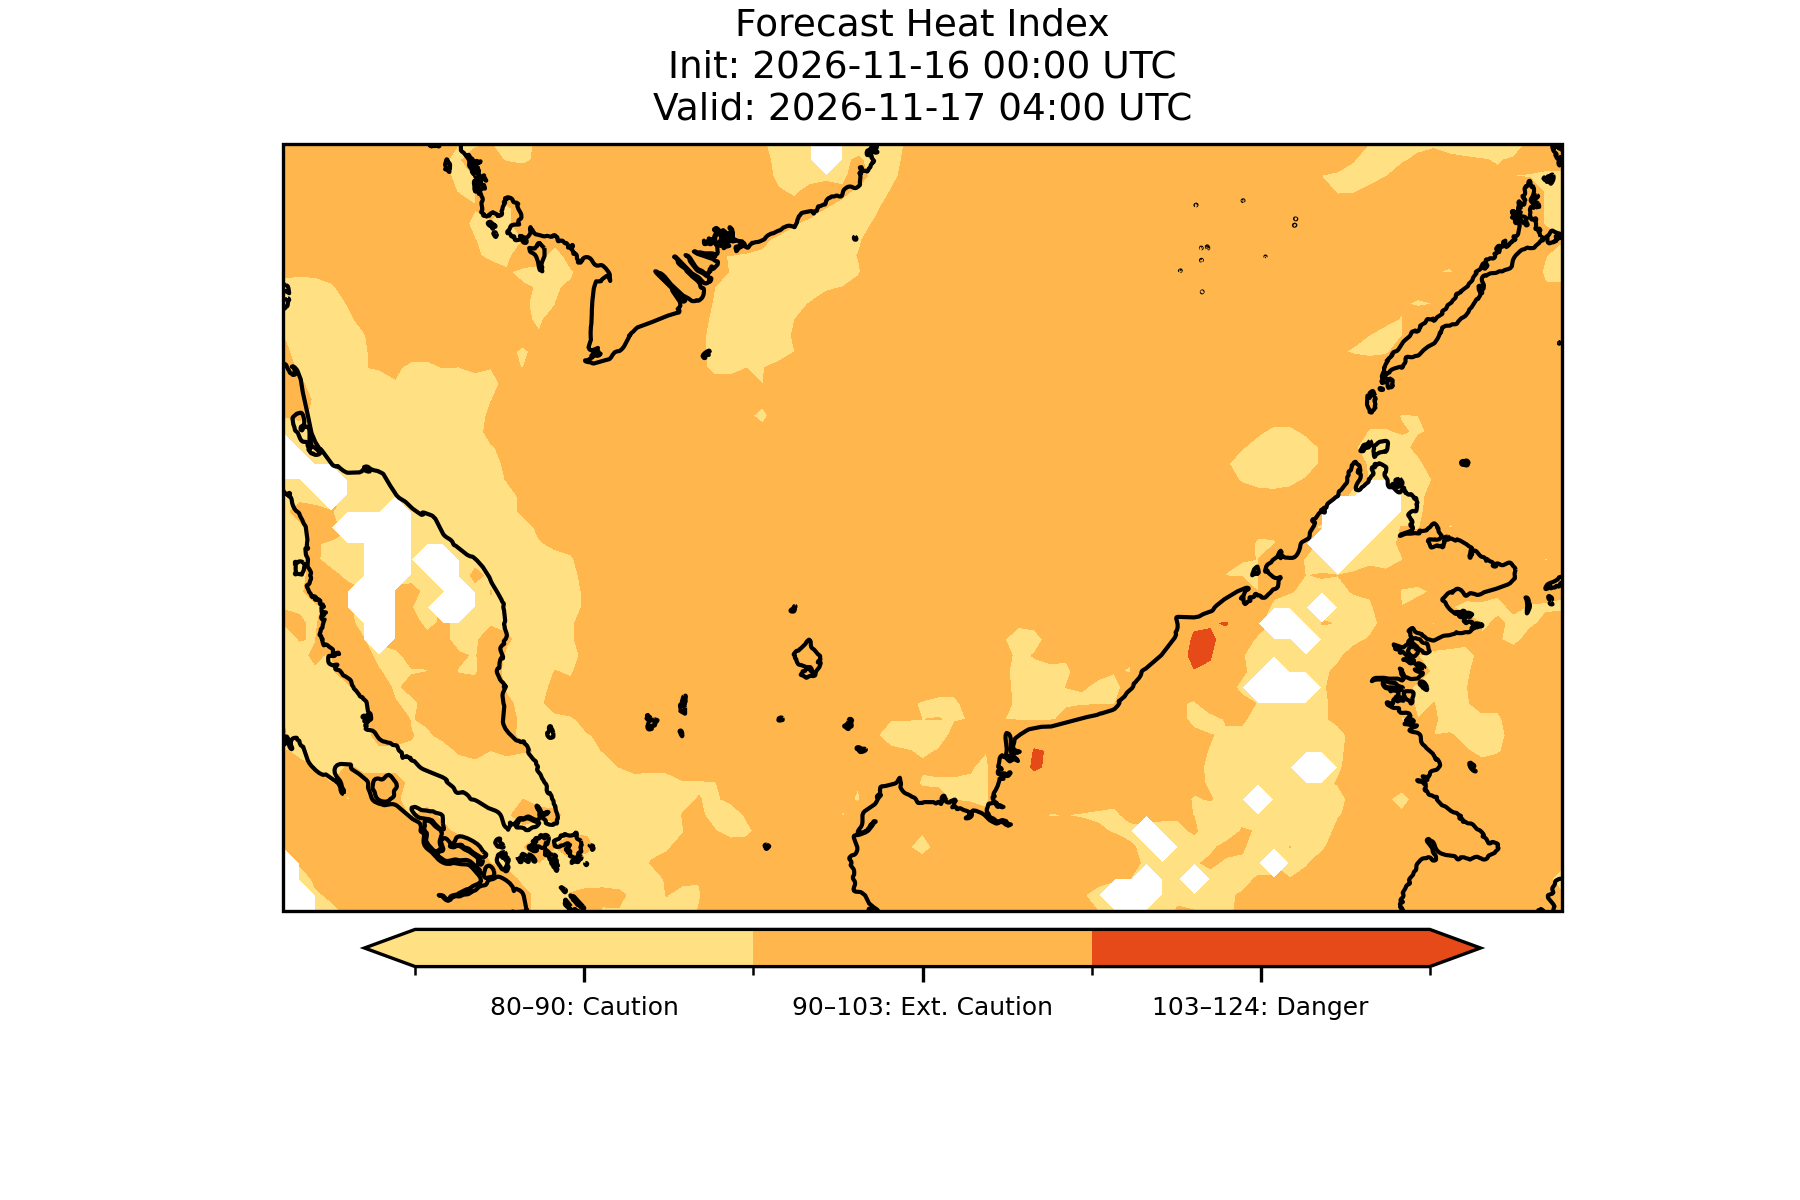 Forecast Heat Index
Init: 2026-11-16 00:00 UTC
Valid: 2026-11-17 04:00 UTC
80–90: Caution
90–103: Ext. Caution
103–124: Danger